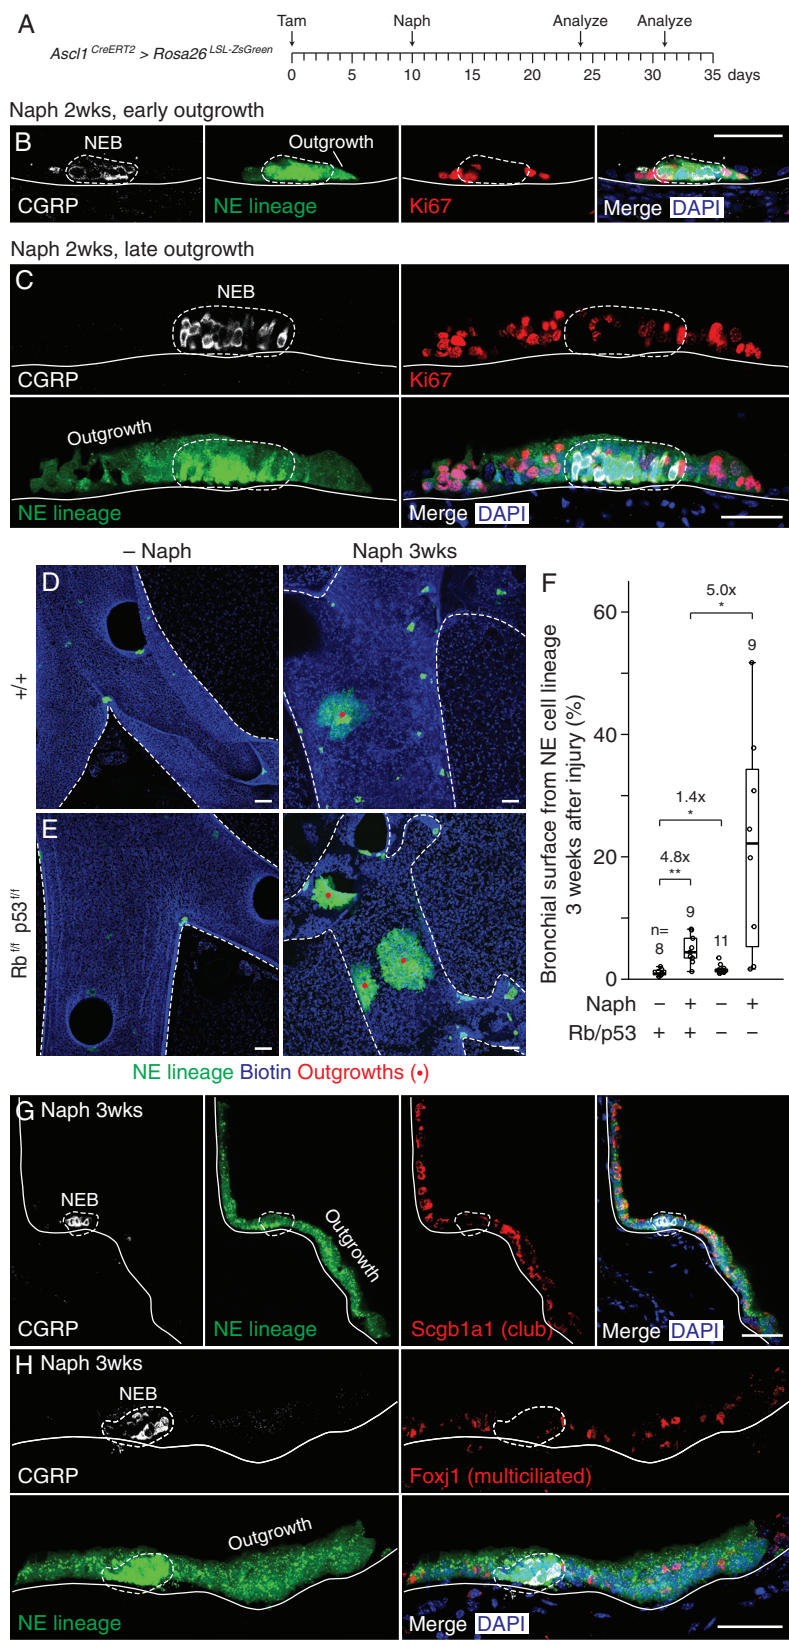 A
Tam Naph Analyze Analyze
Ascl1 CreERT2 > Rosa26 LSL-ZsGreen
0 5 10 15 20 25 30 35 days
Naph 2wks, early outgrowth
B NEB Outgrowth
CGRP NE lineage Ki67 Merge DAPI
Naph 2wks, late outgrowth
C NEB
CGRP Ki67
Outgrowth
NE lineage Merge DAPI
– Naph Naph 3wks
D
+/+
E
Rb f/f p53 f/f
NE lineage Biotin Outgrowths (•)
F
Bronchial surface from NE cell lineage
3 weeks after injury (%)
60
40
20
0
5.0x
*
9
1.4x
*
4.8x
**
n=
8 9 11
Naph – + – +
Rb/p53 + + – –
G Naph 3wks
NEB Outgrowth
CGRP NE lineage Scgb1a1 (club) Merge DAPI
H Naph 3wks
NEB
CGRP Foxj1 (multiciliated)
Outgrowth
NE lineage Merge DAPI